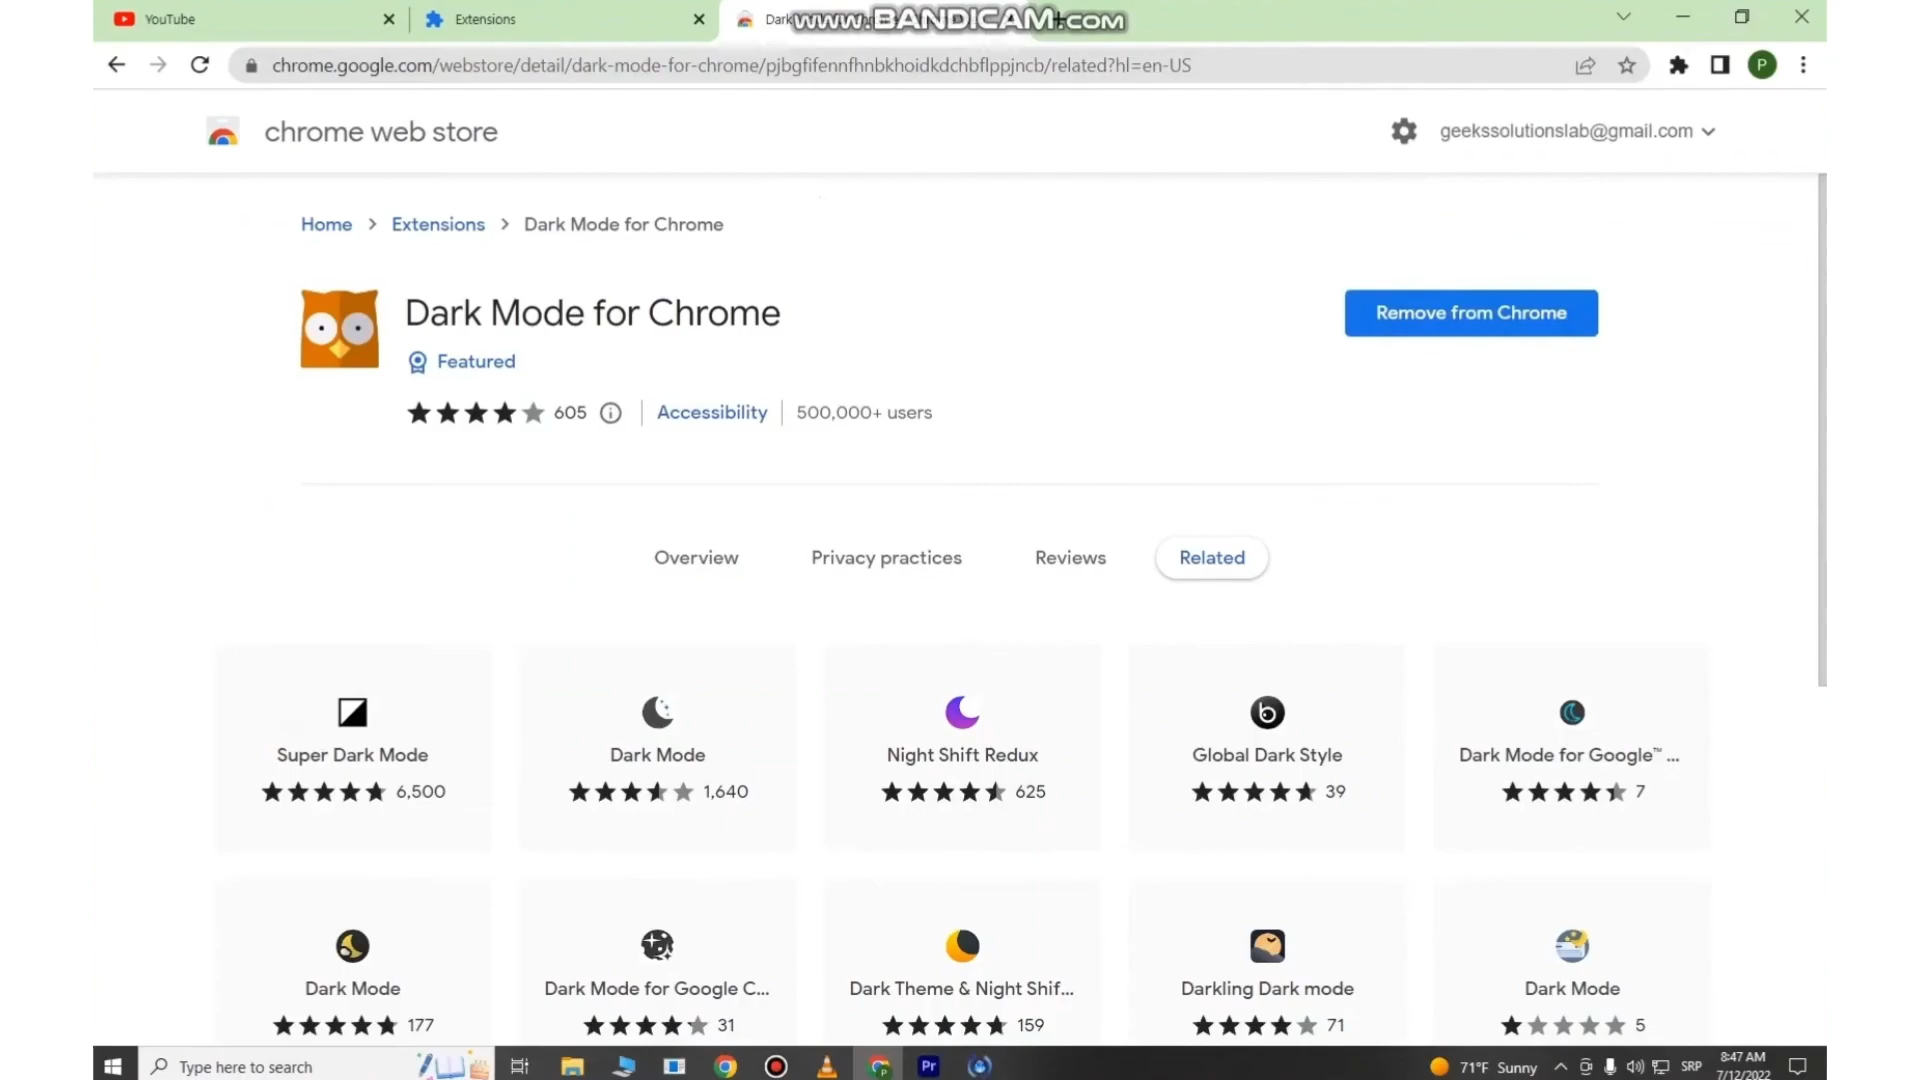 YouTube
Extensions
Dark
www.BANDICAM.com
chrome.google.com/webstore/detail/dark-mode-for-chrome/pjbgfifennfhnbkhoidkdchbflppjncb/related?hl=en-US
P
chrome web store
geekssolutionslab@gmail.com
Home > Extensions > Dark Mode for Chrome
Dark Mode for Chrome
Remove from Chrome
Featured
605 | Accessibility | 500,000+ users
Overview Privacy practices Reviews Related
Super Dark Mode
6,500
Dark Mode
1,640
Night Shift Redux
625
Global Dark Style
39
Dark Mode for Google™ ...
7
Dark Mode
177
Dark Mode for Google C...
31
Dark Theme & Night Shif...
159
Darkling Dark mode
71
Dark Mode
5
Type here to search
P
Pr
71°F Sunny
SRP
8:47 AM
7/12/2022